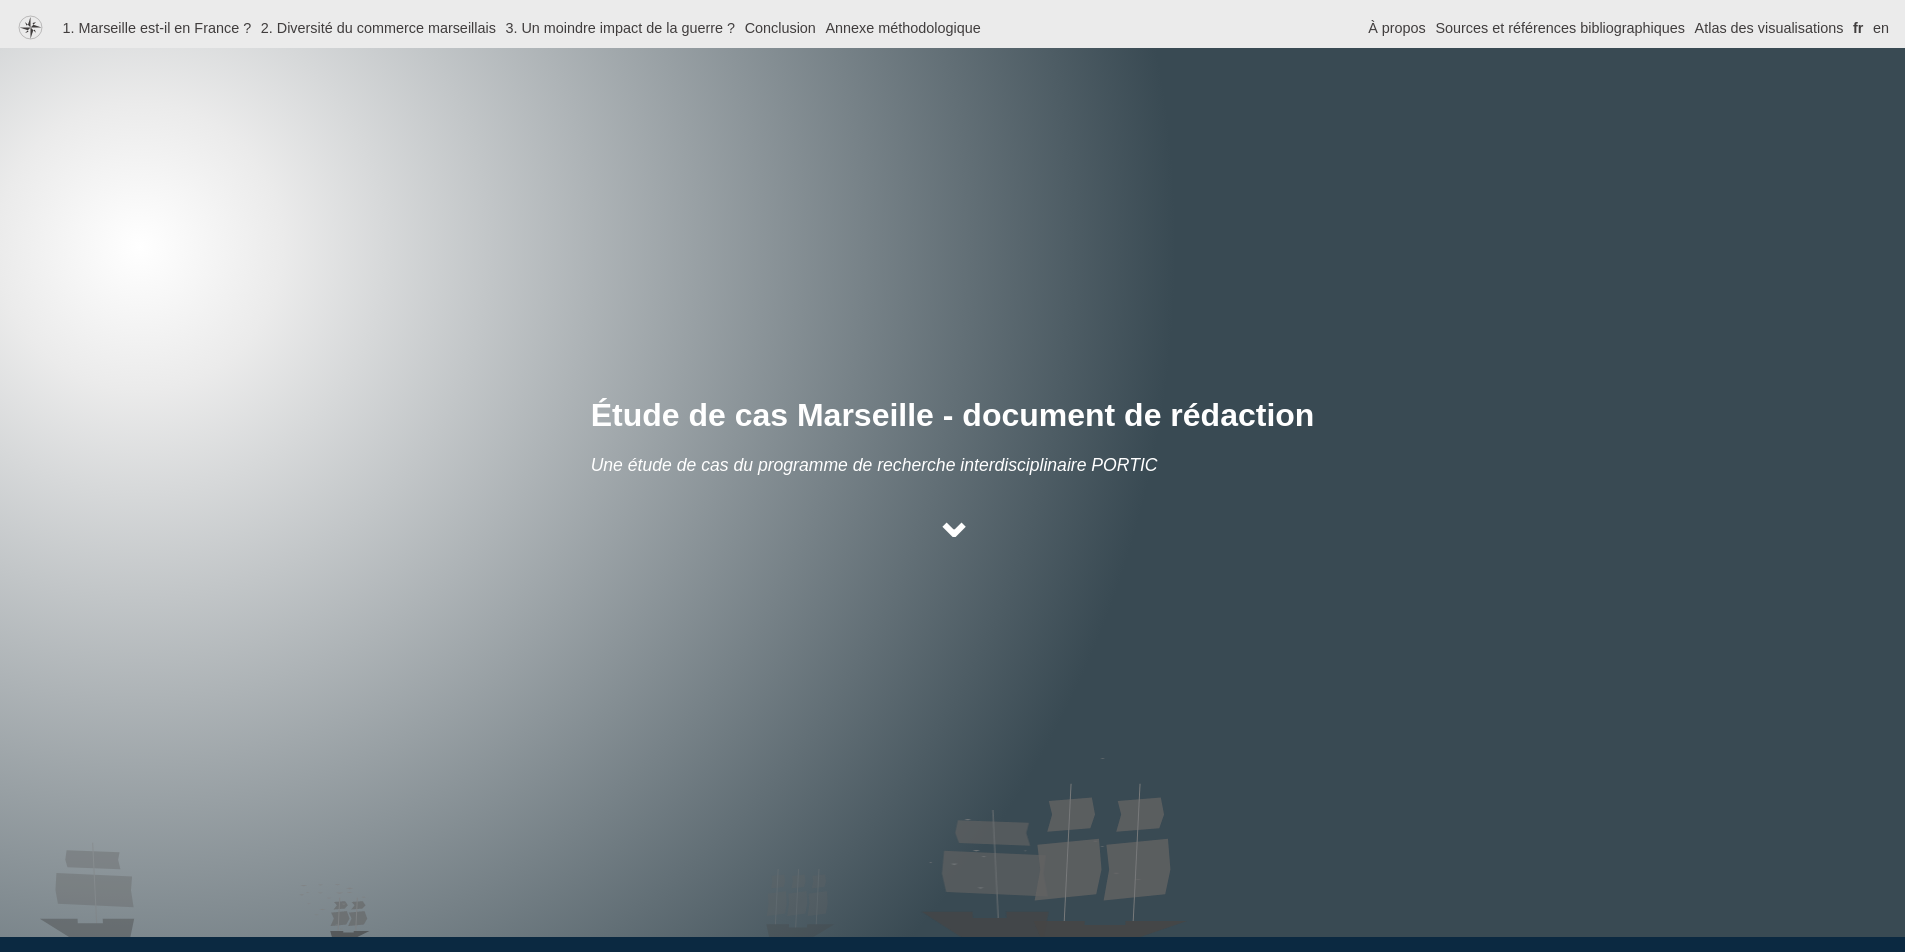 1. Marseille est-il en France ? 2. Diversité du commerce marseillais 3. Un moindre impact de la guerre ? Conclusion Annexe méthodologique À propos Sources et références bibliographiques Atlas des visualisations fr en
Étude de cas Marseille - document de rédaction
Une étude de cas du programme de recherche interdisciplinaire PORTIC